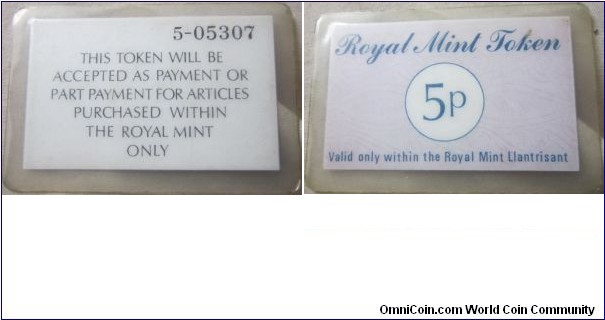 5-05307
THIS TOKEN WILL BE
ACCEPTED AS PAYMENT OR
PART PAYMENT FOR ARTICLES
PURCHASED WITHIN
THE ROYAL MINT
ONLY
Royal Mint Token
5p
Valid only within the Royal Mint Llantrisant
OmniCoin.com World Coin Community